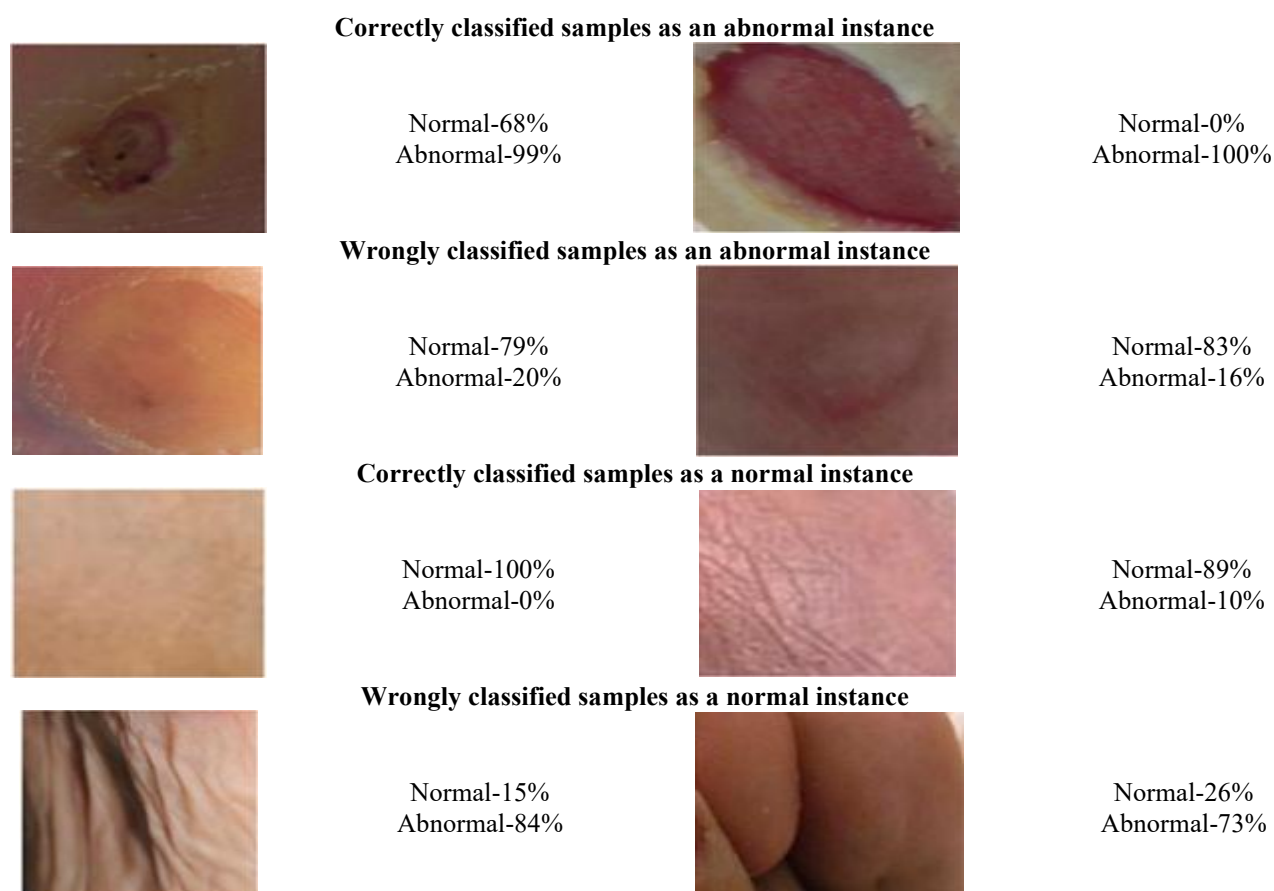 Correctly classified samples as an abnormal instance
Normal-68%
Abnormal-99%
Normal-0%
Abnormal-100%
Wrongly classified samples as an abnormal instance
Normal-79%
Abnormal-20%
Normal-83%
Abnormal-16%
Correctly classified samples as a normal instance
Normal-100%
Abnormal-0%
Normal-89%
Abnormal-10%
Wrongly classified samples as a normal instance
Normal-15%
Abnormal-84%
Normal-26%
Abnormal-73%